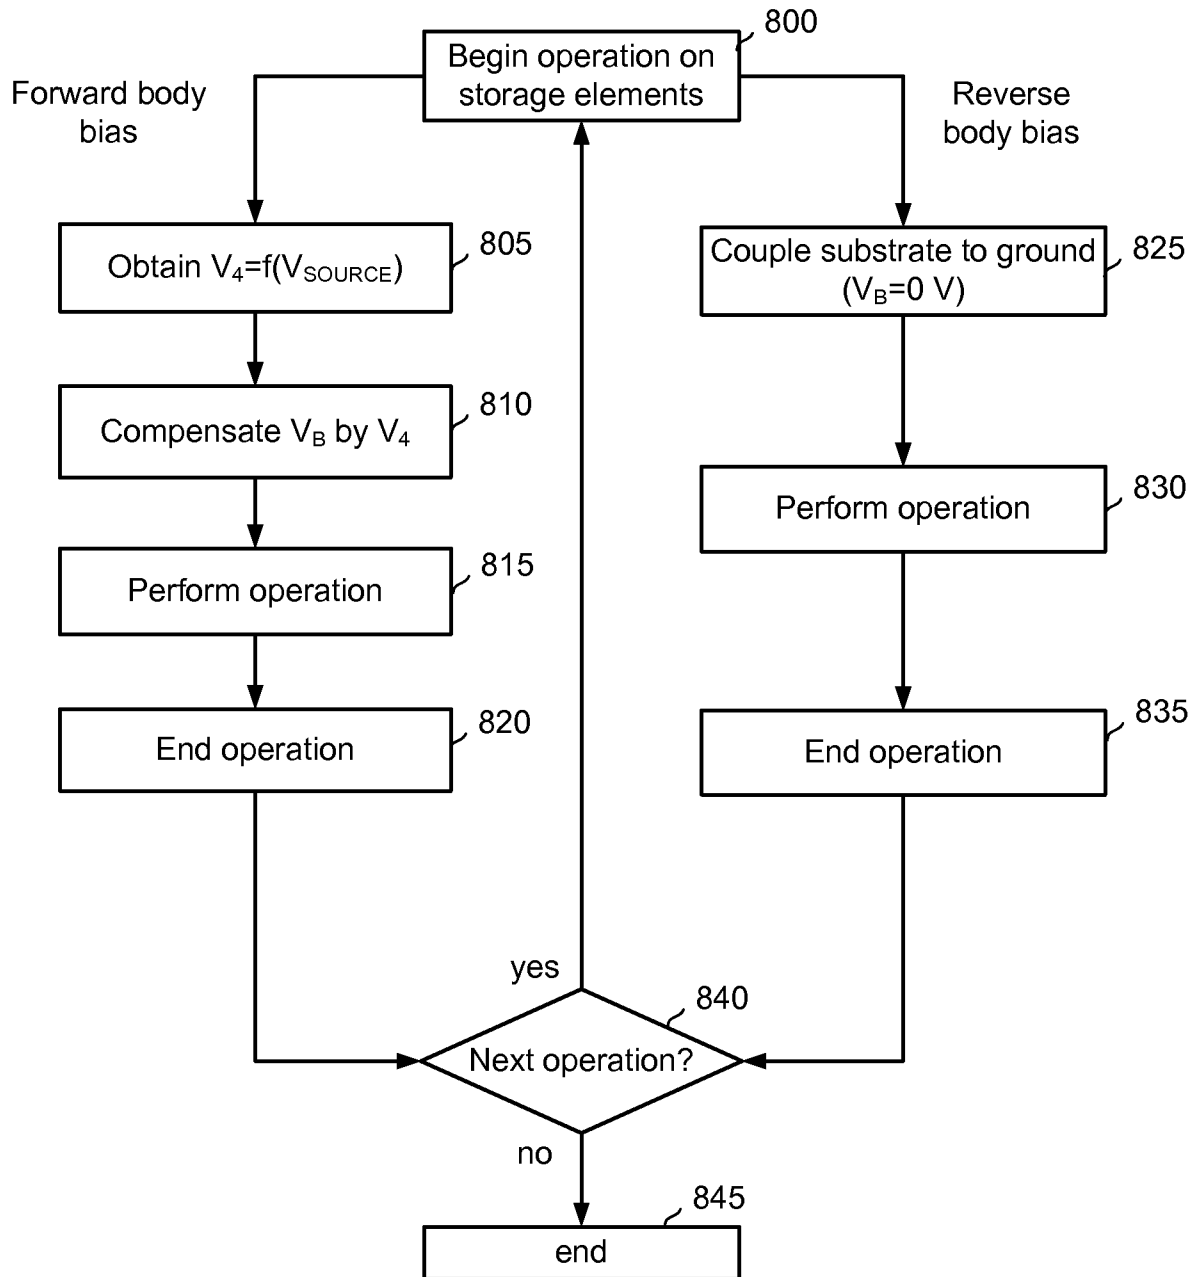 800
Begin operation on
storage elements
Forward body
bias
Reverse
body bias
805
Obtain V4=f(VSOURCE)
825
Couple substrate to ground
(VB=0 V)
810
Compensate VB by V4
830
Perform operation
815
Perform operation
820
End operation
835
End operation
yes
840
Next operation?
no
845
end